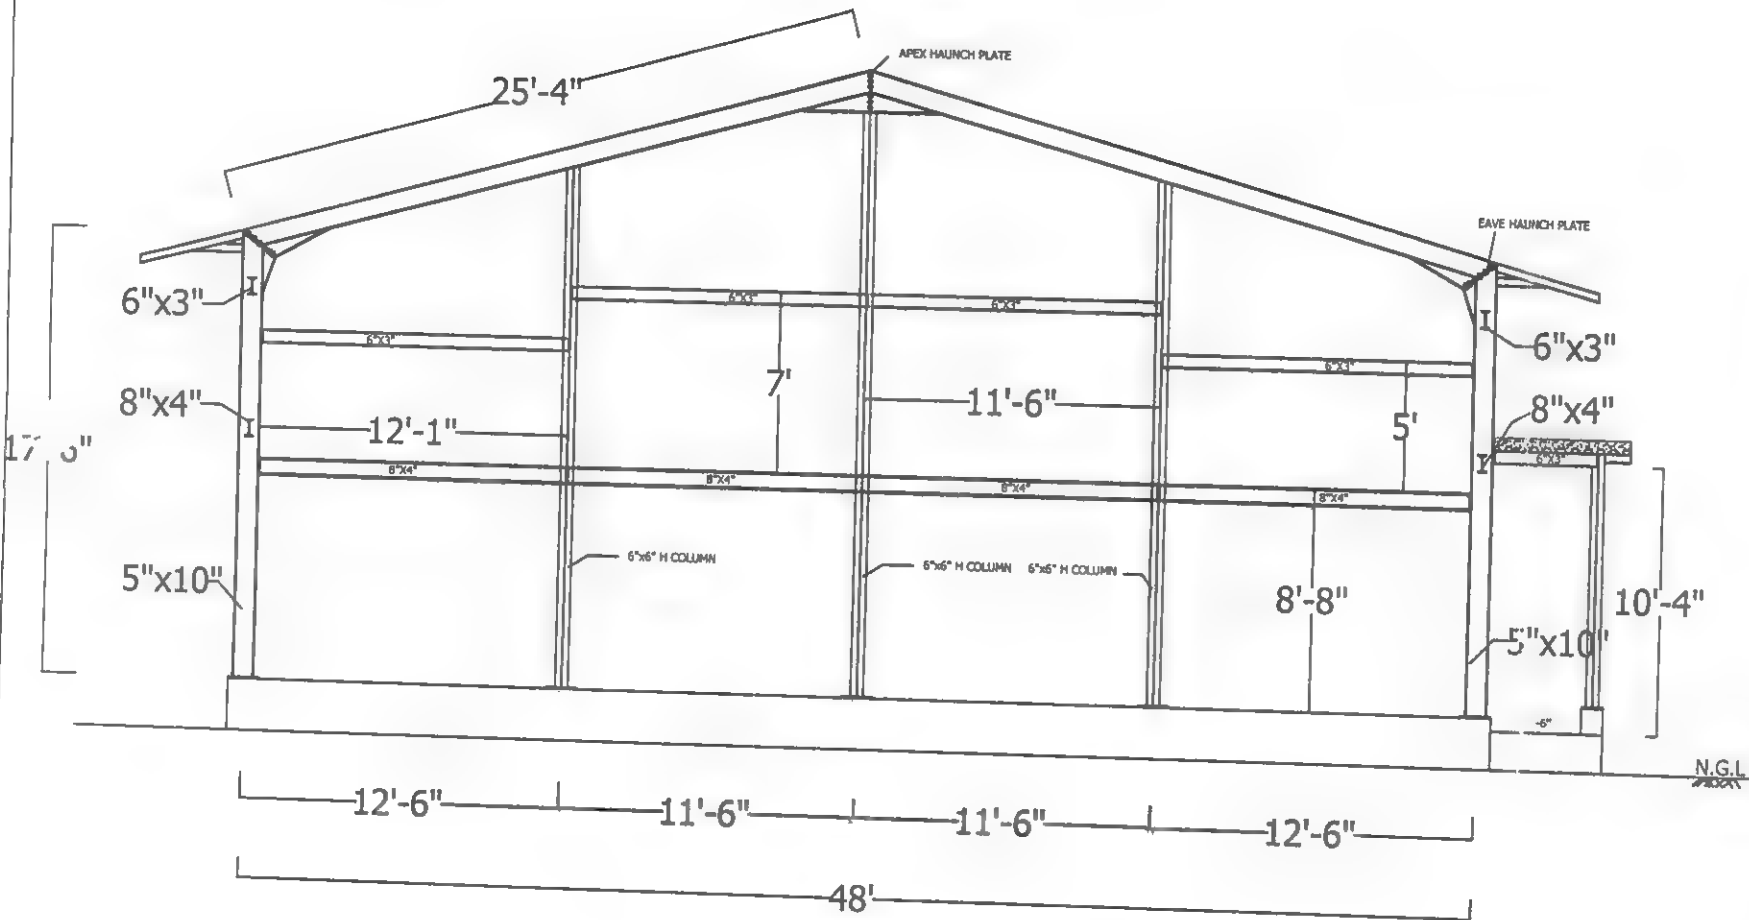 APEX HAUNCH PLATE
25'-4"
EAVE HAUNCH PLATE
6"x3"
6"X3"
6"X3"
6"x3"
6"X3"
6"X3"
8"x4"
7'
11'-6"
8"x4"
12'-1"
5'
6"X3"
8"X4"
8"X4"
8"X4"
8"X4"
6"x6" H COLUMN
6"x6" H COLUMN
6"x6" H COLUMN
5"x10"
8'-8"
10'-4"
5"x10"
-6"
N.G.L
12'-6"
11'-6"
11'-6"
12'-6"
48'